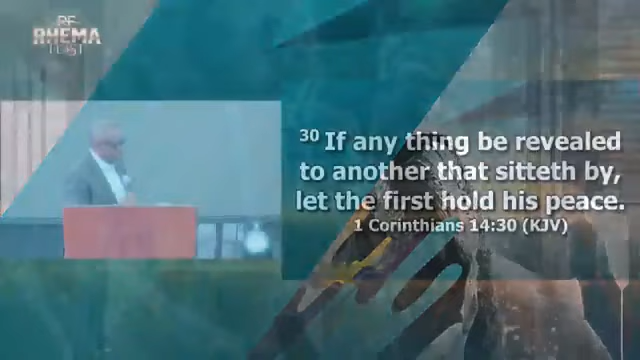 RHEMA
30 If any thing be revealed
to another that sitteth by,
let the first hold his peace.
1 Corinthians 14:30 (KJV)